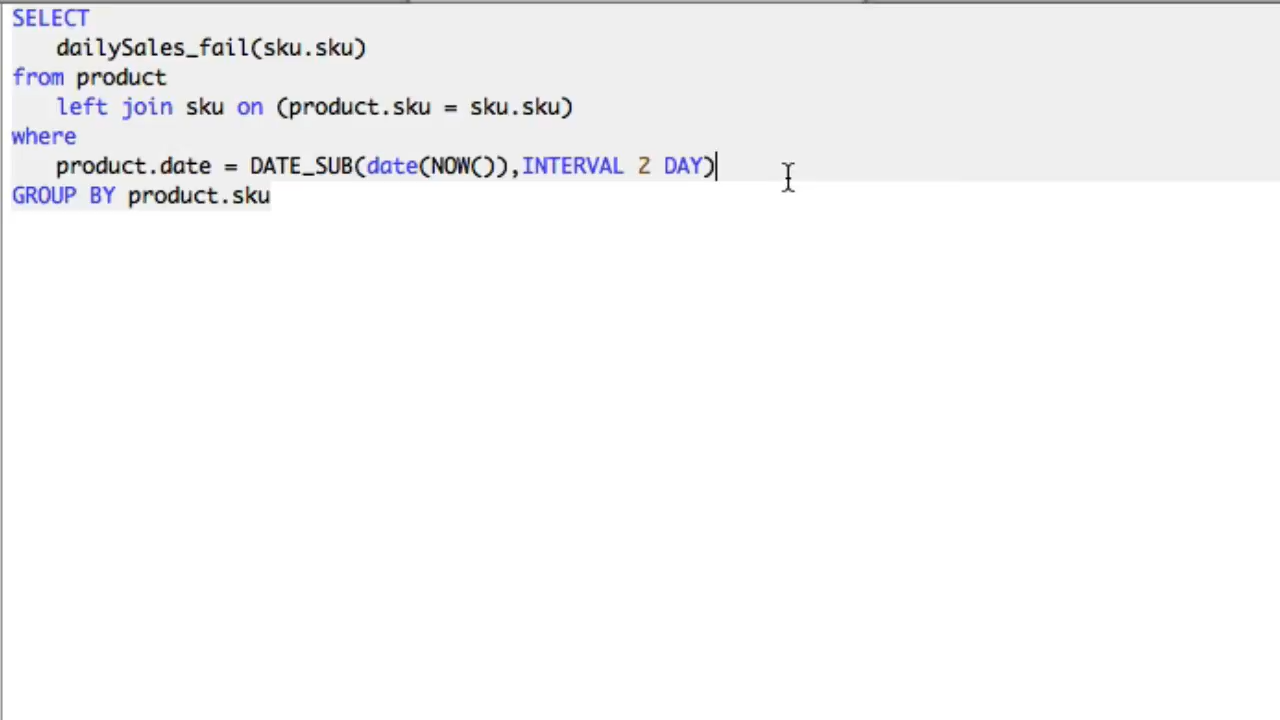 SELECT
dailySales_fail(sku.sku)
from product
left join sku on (product.sku = sku.sku)
where
product.date = DATE_SUB(date(NOW()),INTERVAL 2 DAY)
GROUP BY product.sku